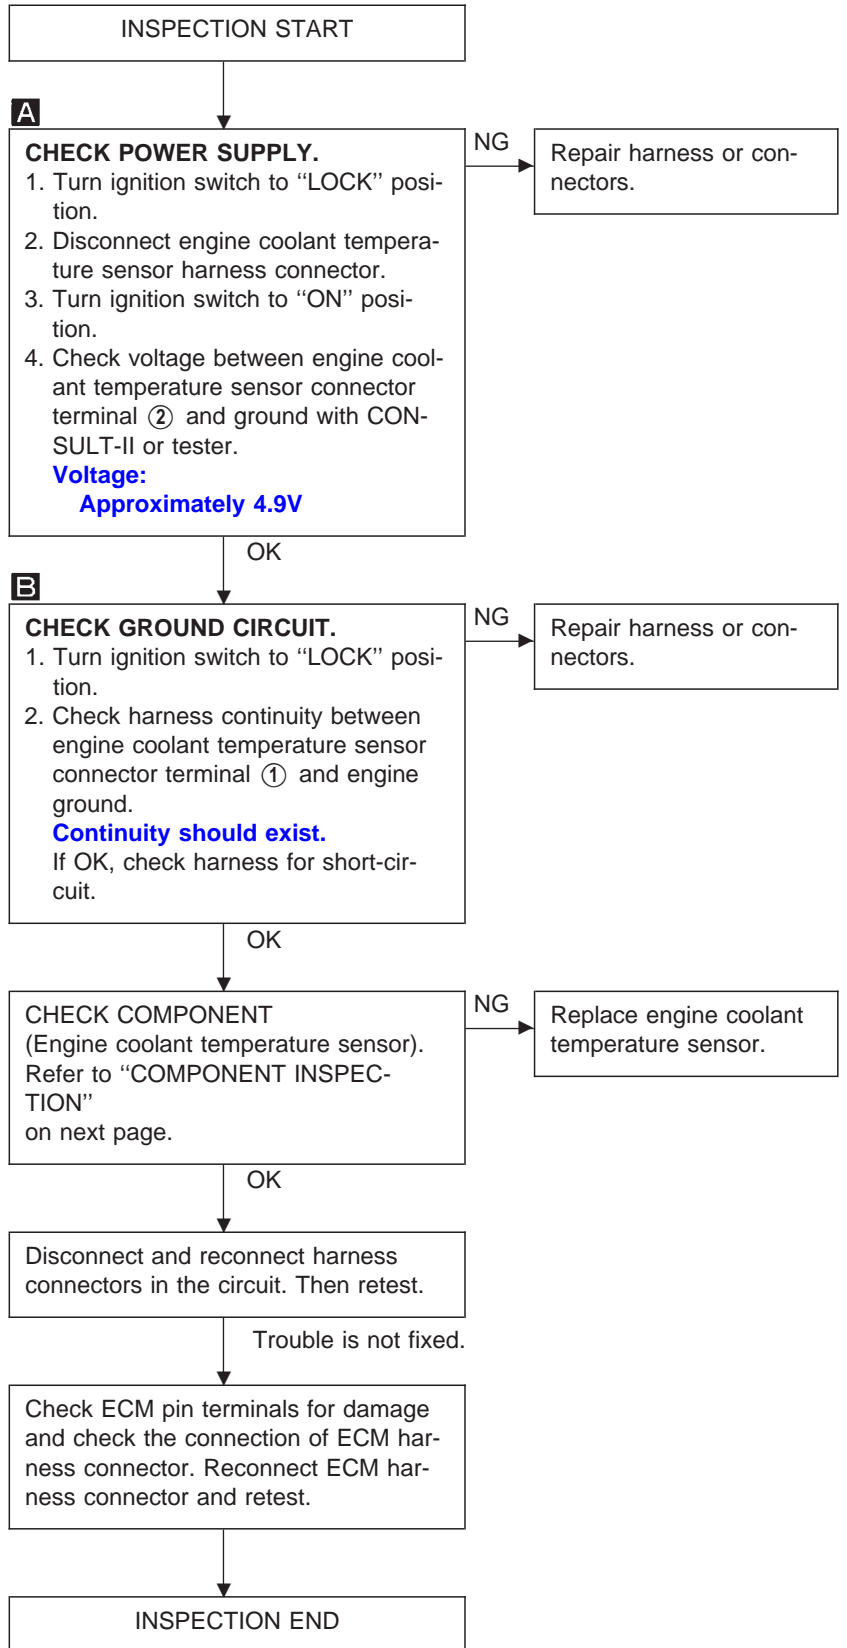 INSPECTION START
A
CHECK POWER SUPPLY.
1. Turn ignition switch to ‘‘LOCK’’ posi-
tion.
2. Disconnect engine coolant tempera-
ture sensor harness connector.
3. Turn ignition switch to ‘‘ON’’ posi-
tion.
4. Check voltage between engine cool-
ant temperature sensor connector
terminal ② and ground with CON-
SULT-II or tester.
Voltage:
Approximately 4.9V
NG
Repair harness or con-
nectors.
OK
B
CHECK GROUND CIRCUIT.
1. Turn ignition switch to ‘‘LOCK’’ posi-
tion.
2. Check harness continuity between
engine coolant temperature sensor
connector terminal ① and engine
ground.
Continuity should exist.
If OK, check harness for short-cir-
cuit.
NG
Repair harness or con-
nectors.
OK
CHECK COMPONENT
(Engine coolant temperature sensor).
Refer to ‘‘COMPONENT INSPEC-
TION’’
on next page.
NG
Replace engine coolant
temperature sensor.
OK
Disconnect and reconnect harness
connectors in the circuit. Then retest.
Trouble is not fixed.
Check ECM pin terminals for damage
and check the connection of ECM har-
ness connector. Reconnect ECM har-
ness connector and retest.
INSPECTION END